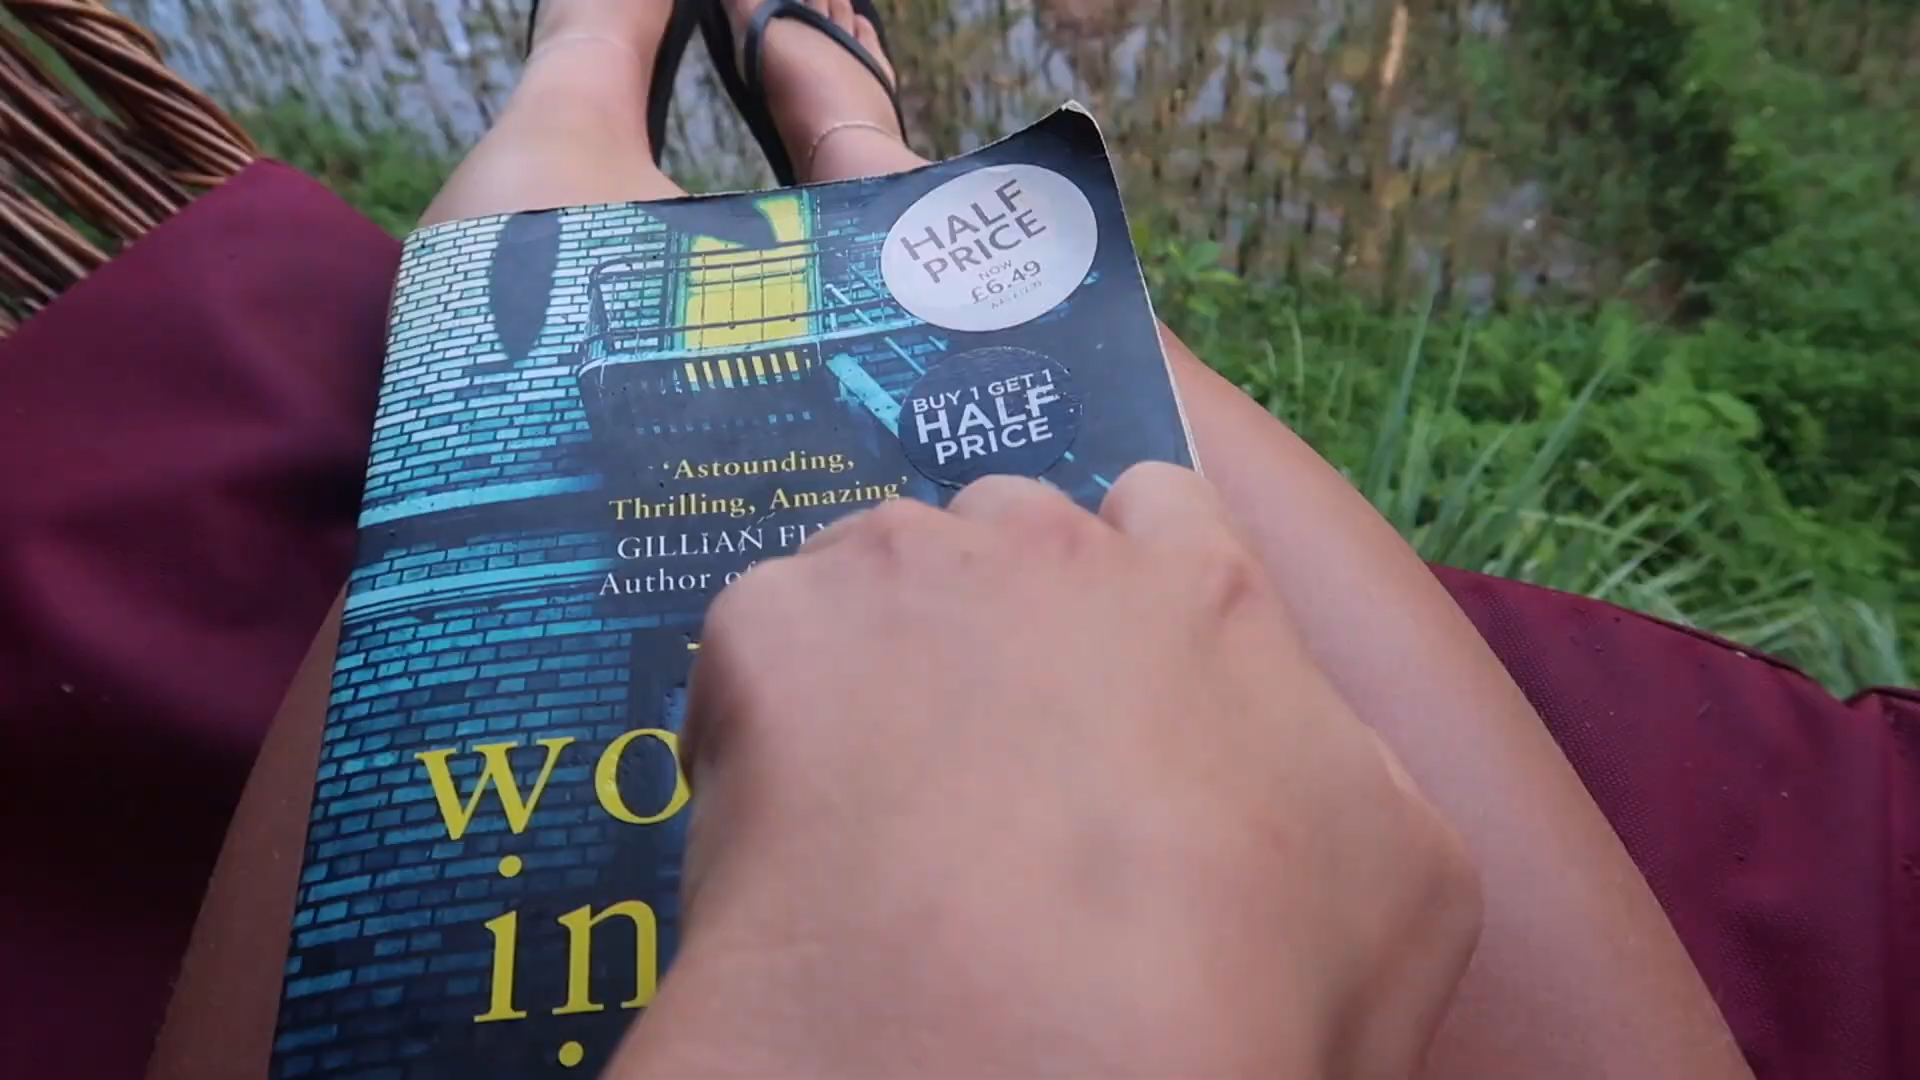 HALF
PRICE
NOW
£6.49
BUY 1 GET 1
HALF
PRICE
'Astounding,
Thrilling, Amazing'
GILLIAN FLY
Author of
wo
in